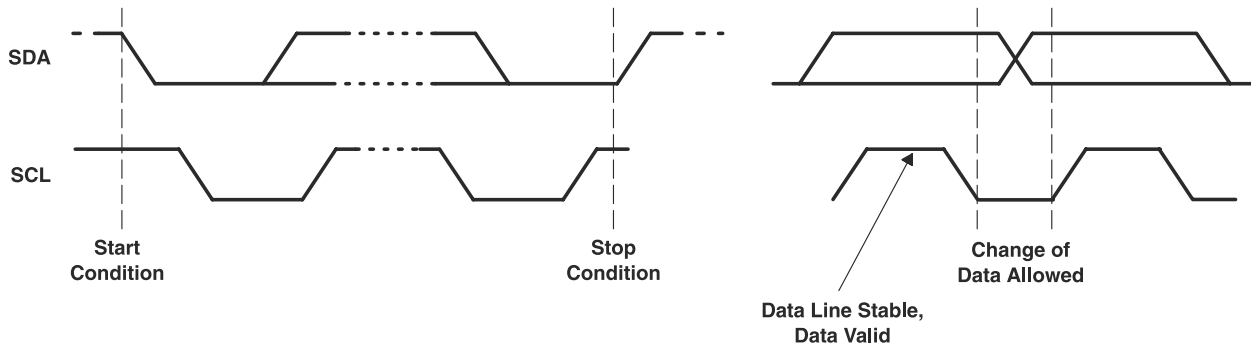 SDA
SCL
Start
Condition
Stop
Condition
Change of
Data Allowed
Data Line Stable,
Data Valid